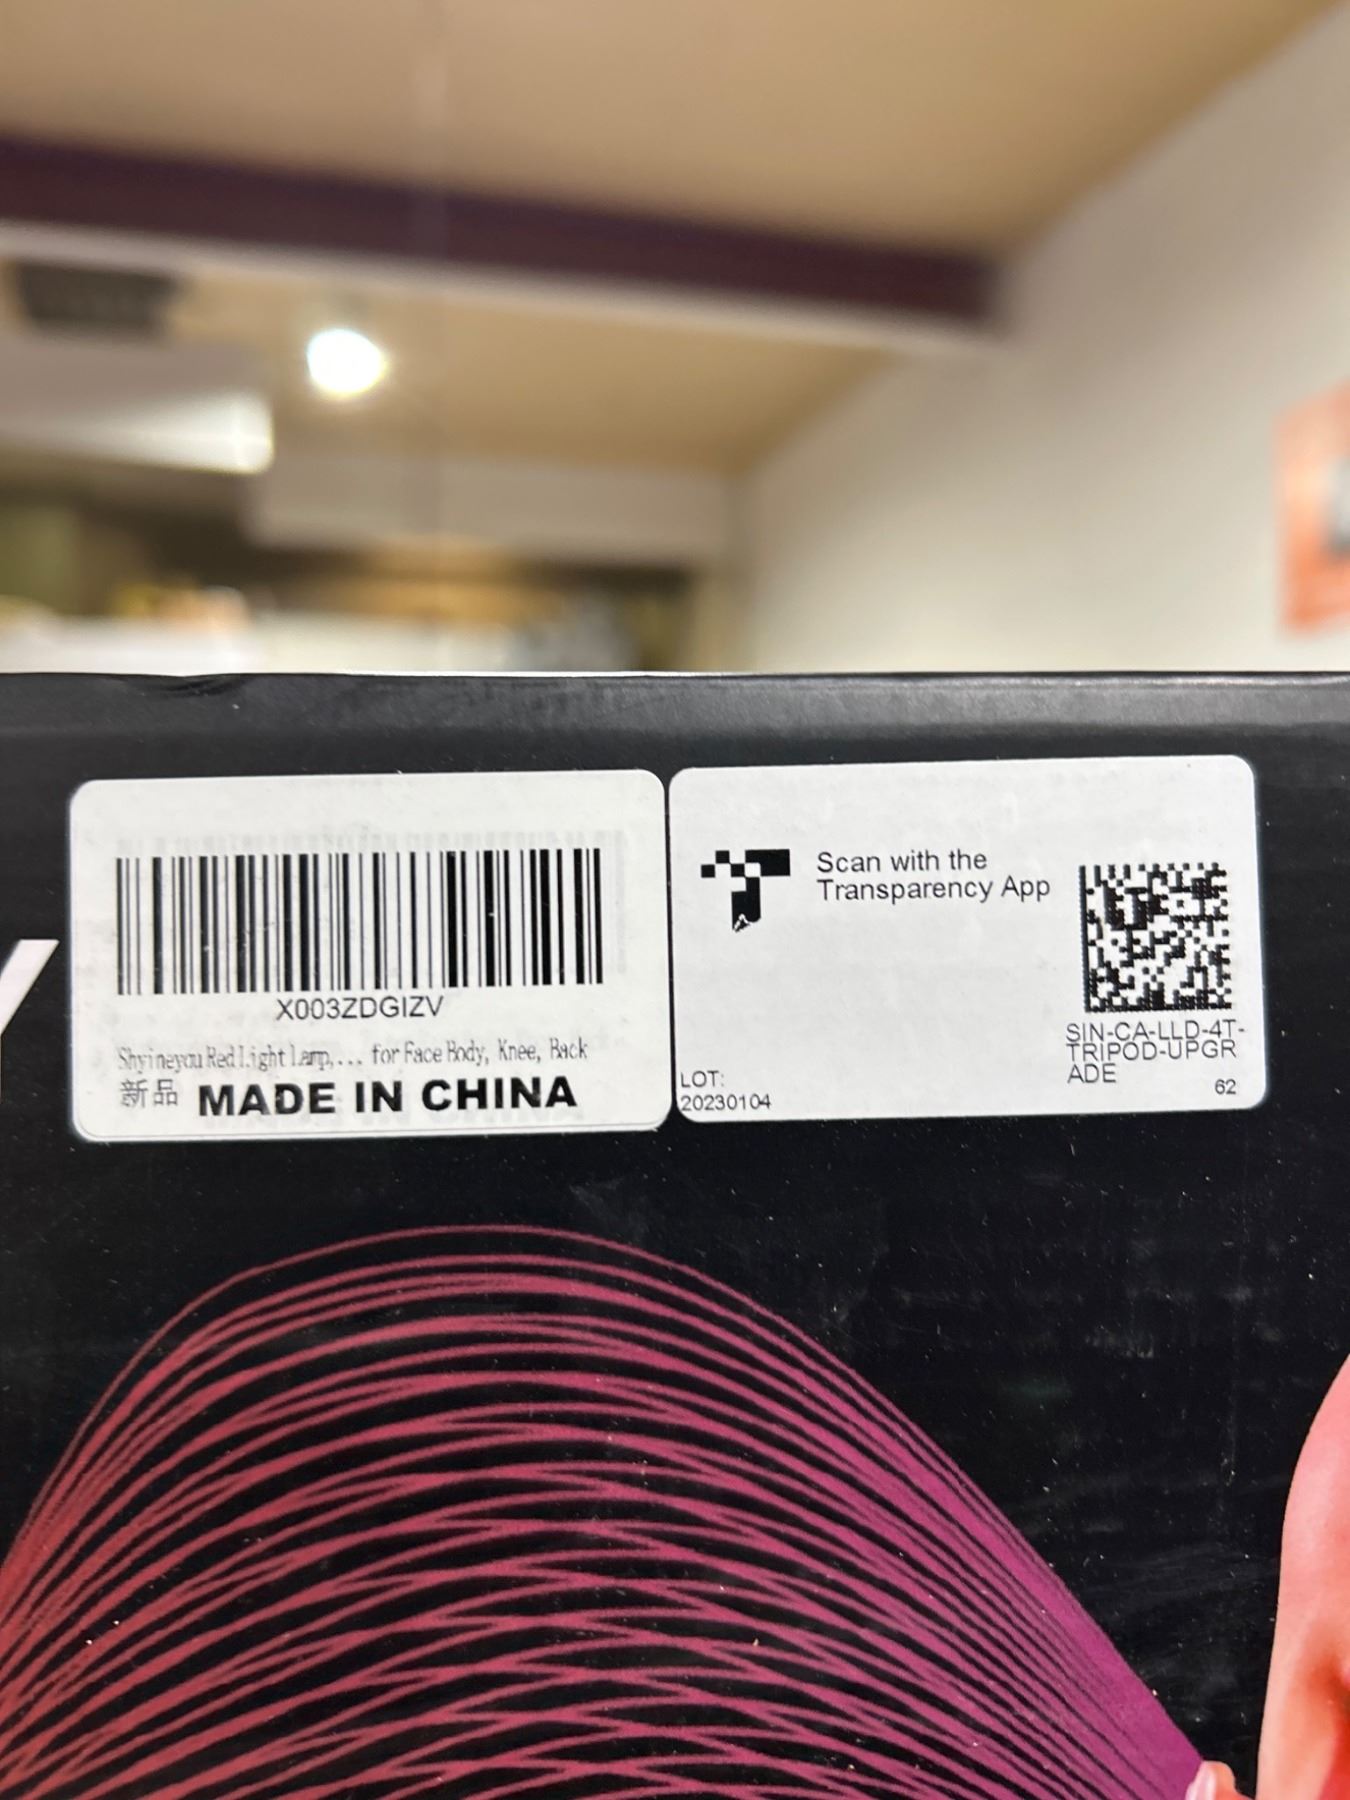 X003ZDGIZV
Shyineyou Red Light lamp,... for Face Body, Knee, Back
新品 MADE IN CHINA
Scan with the
Transparency App
SIN-CA-LLD-4T-
TRIPOD-UPGR
ADE
62
LOT:
20230104